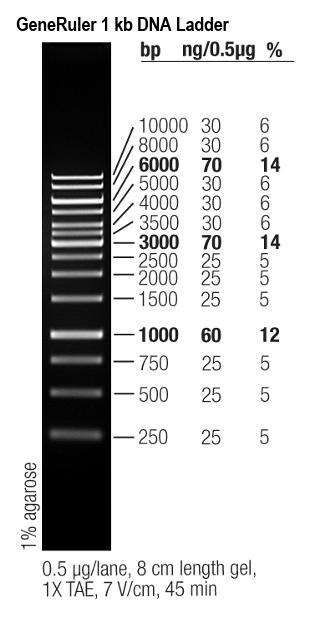 GeneRuler 1 kb DNA Ladder
bp ng/0.5µg %
10000 30 6
8000 30 6
6000 70 14
5000 30 6
4000 30 6
3500 30 6
3000 70 14
2500 25 5
2000 25 5
1500 25 5
1000 60 12
750 25 5
500 25 5
250 25 5
1% agarose
0.5 µg/lane, 8 cm length gel,
1X TAE, 7 V/cm, 45 min